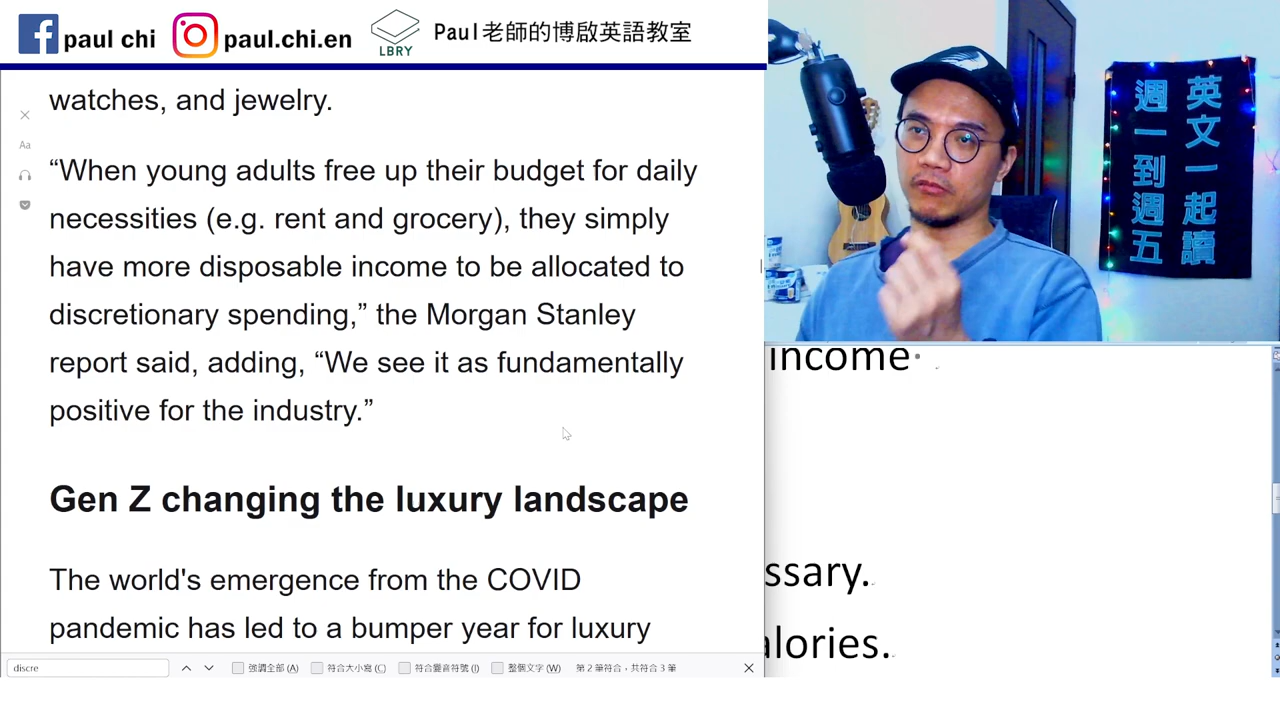 paul chi
paul.chi.en
LBRY
Paul老師的博啟英語教室
watches, and jewelry.
Aa
“When young adults free up their budget for daily
necessities (e.g. rent and grocery), they simply
have more disposable income to be allocated to
discretionary spending,” the Morgan Stanley
report said, adding, “We see it as fundamentally
positive for the industry.”
Gen Z changing the luxury landscape
The world's emergence from the COVID
pandemic has led to a bumper year for luxury
discre
強調全部 (A)
符合大小寫 (C)
符合變音符號 (I)
整個文字 (W)
第 2 筆符合，共符合 3 筆
英文一起讀
週一到週五
income
ssary.
alories.